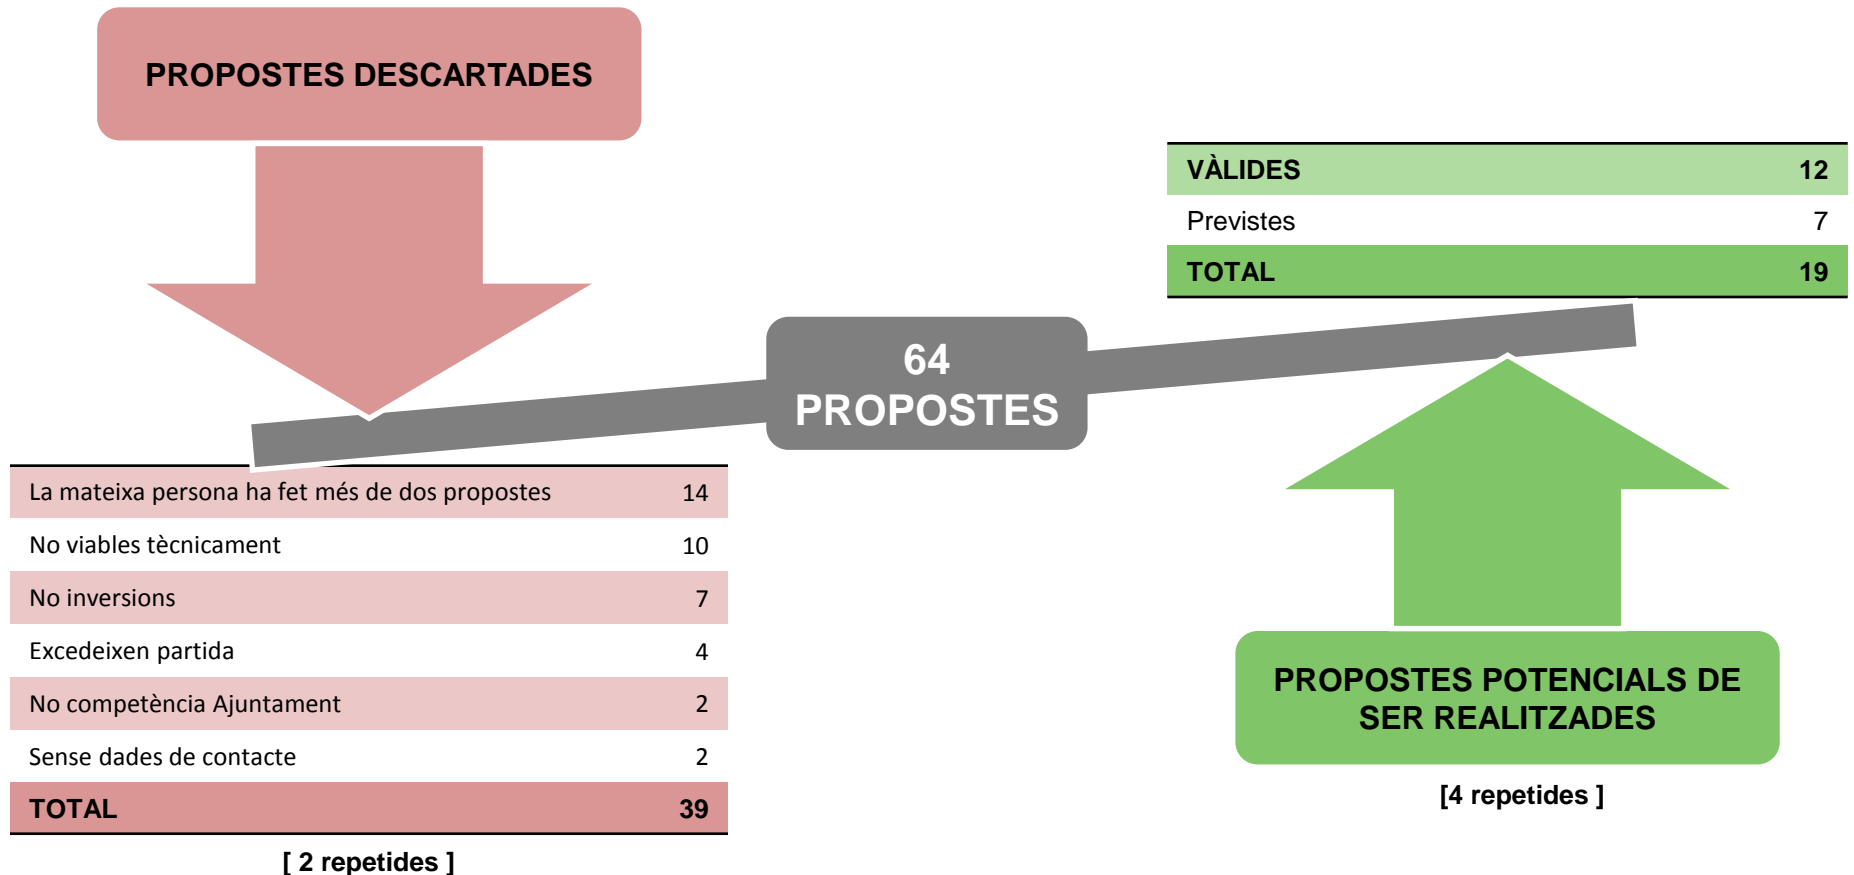 PROPOSTES DESCARTADES
VÀLIDES 12
Previstes 7
TOTAL 19
64
PROPOSTES
La mateixa persona ha fet més de dos propostes 14
No viables tècnicament 10
No inversions 7
Excedeixen partida 4
No competència Ajuntament 2
Sense dades de contacte 2
TOTAL 39
[ 2 repetides ]
PROPOSTES POTENCIALS DE
SER REALITZADES
[4 repetides ]